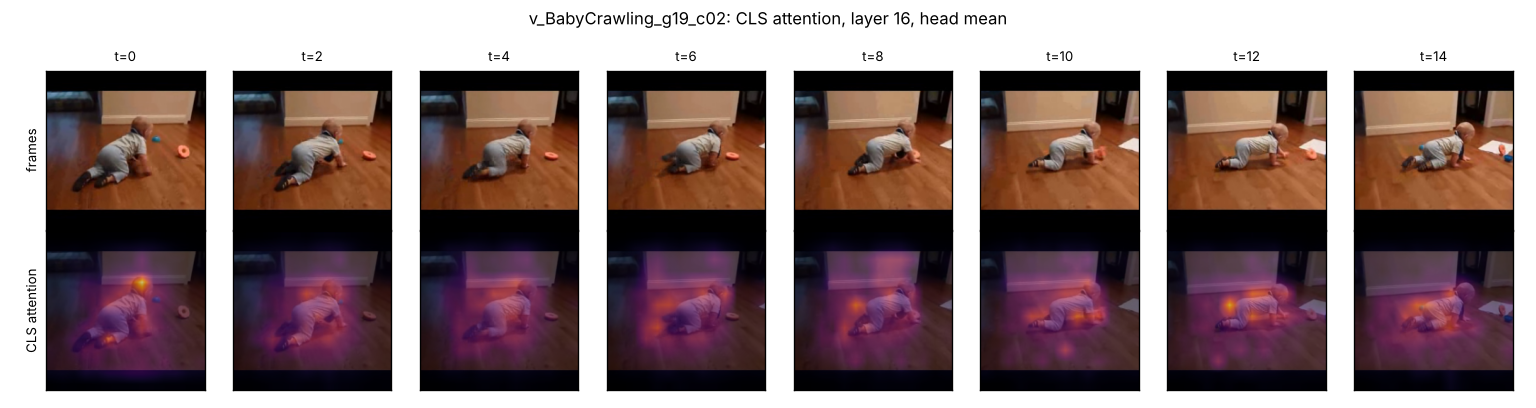 v_BabyCrawling_g19_c02: CLS attention, layer 16, head mean
t=0 t=2 t=4 t=6 t=8 t=10 t=12 t=14
frames
CLS attention